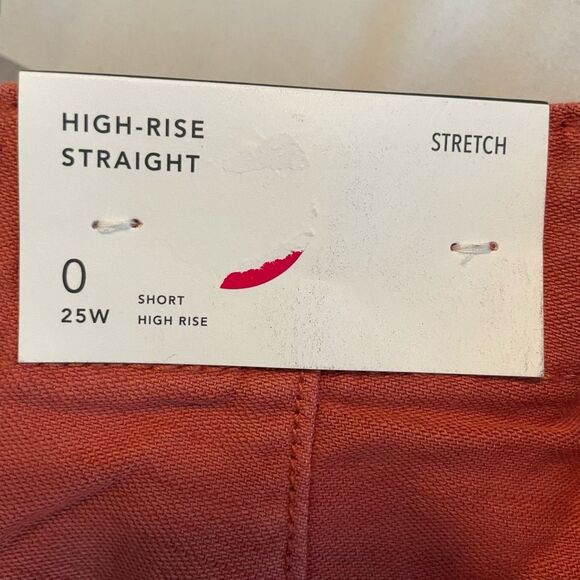 HIGH-RISE
STRAIGHT
STRETCH
0
25W
SHORT
HIGH RISE